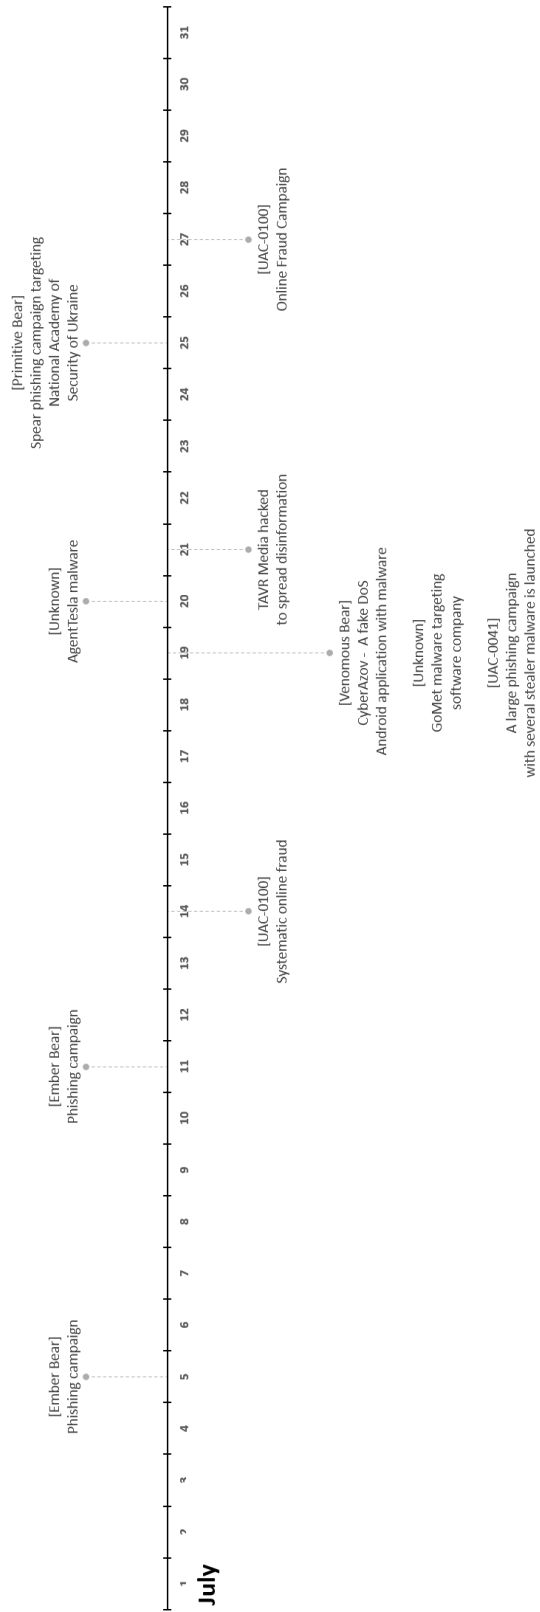 [Ember Bear]
Phishing campaign
[Ember Bear]
Phishing campaign
[Unknown]
AgentTesla malware
[Primitive Bear]
Spear phishing campaign targeting
National Academy of
Security of Ukraine
1
2
3
4
5
6
7
8
9
10
11
12
13
14
15
16
17
18
19
20
21
22
23
24
25
26
27
28
29
30
31
July
[UAC-0100]
Systematic online fraud
TAVR Media hacked
to spread disinformation
[UAC-0100]
Online Fraud Campaign
[Venomous Bear]
CyberAzov - A fake DoS
Android application with malware
[Unknown]
GoMet malware targeting
software company
[UAC-0041]
A large phishing campaign
with several stealer malware is launched